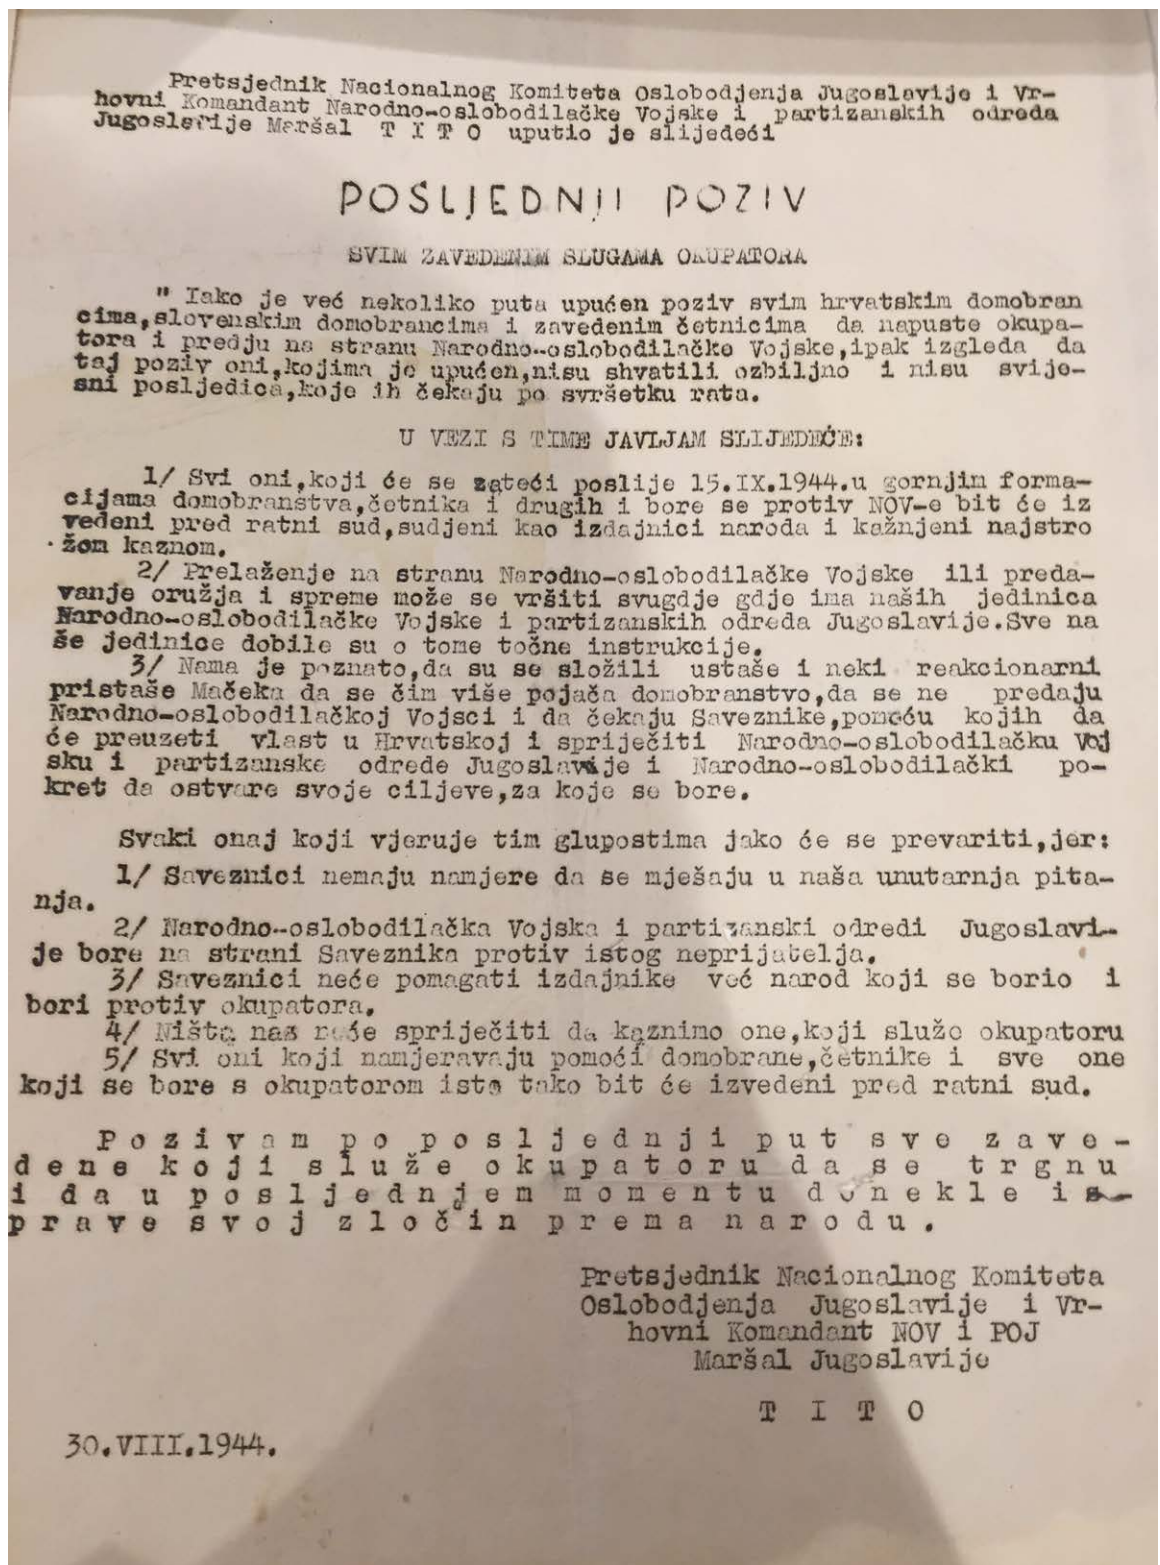 Pretsjednik Nacionalnog Komiteta Oslobodjenja Jugoslavije i Vr-
hovni Komandant Narodno-oslobodilačke Vojske i partizanskih odreda
Jugoslavije Maršal T I T O uputio je slijedeći
POSLJEDNJI POZIV
SVIM ZAVEDENIM SLUGAMA OKUPATORA
" Iako je već nekoliko puta upućen poziv svim hrvatskim domobran
cima,slovenskim domobrancima i zavedenim četnicima da napuste okupa-
tora i predju na stranu Narodno-oslobodilačke Vojske,ipak izgleda da
taj poziv oni,kojima je upućen,nisu shvatili ozbiljno i nisu svije-
sni posljedica,koje ih čekaju po svršetku rata.
U VEZI S TIME JAVLJAM SLIJEDEĆE:
1/ Svi oni,koji će se zateći poslije 15.IX.1944.u gornjim forma-
cijama domobranstva,četnika i drugih i bore se protiv NOV-e bit će iz
vedeni pred ratni sud,sudjeni kao izdajnici naroda i kažnjeni najstro
žom kaznom.
2/ Prelaženje na stranu Narodno-oslobodilačke Vojske ili preda-
vanje oružja i spreme može se vršiti svugdje gdje ima naših jedinica
Narodno-oslobodilačke Vojske i partizanskih odreda Jugoslavije.Sve na
še jedinice dobile su o tome točne instrukcije.
3/ Nama je poznato,da su se složili ustaše i neki reakcionarni
pristaše Mačeka da se čim više pojača domobranstvo,da se ne predaju
Narodno-oslobodilačkoj Vojsci i da čekaju Saveznike,pomoću kojih da
će preuzeti vlast u Hrvatskoj i spriječiti Narodno-oslobodilačku Voj
sku i partizanske odrede Jugoslavije i Narodno-oslobodilački po-
kret da ostvare svoje ciljeve,za koje se bore.
Svaki onaj koji vjeruje tim glupostima jako će se prevariti,jer:
1/ Saveznici nemaju namjere da se mješaju u naša unutarnja pita-
nja.
2/ Narodno-oslobodilačka Vojska i partizanski odredi Jugoslavi-
je bore na strani Saveznika protiv istog neprijatelja.
3/ Saveznici neće pomagati izdajnike već narod koji se borio i
bori protiv okupatora.
4/ Ništa nas neće spriječiti da kaznimo one,koji služe okupatoru
5/ Svi oni koji namjeravaju pomoći domobrane,četnike i sve one
koji se bore s okupatorom isto tako bit će izvedeni pred ratni sud.
P o z i v a m p o p o s l j e d n j i p u t s v e z a v e -
d e n e k o j i s l u ž e o k u p a t o r u d a s e t r g n u
i d a u p o s l j e d n j e m m o m e n t u d o n e k l e i s-
p r a v e s v o j z l o č i n p r e m a n a r o d u .
Pretsjednik Nacionalnog Komiteta
Oslobodjenja Jugoslavije i Vr-
hovni Komandant NOV i POJ
Maršal Jugoslavije
T I T O
30.VIII.1944.